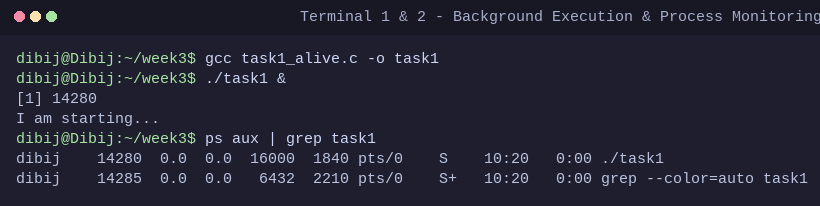 Terminal 1 & 2 - Background Execution & Process Monitoring
dibij@Dibij:~/week3$ gcc task1_alive.c -o task1
dibij@Dibij:~/week3$ ./task1 &
[1] 14280
I am starting...
dibij@Dibij:~/week3$ ps aux | grep task1
dibij    14280  0.0  0.0  16000  1840 pts/0    S    10:20   0:00 ./task1
dibij    14285  0.0  0.0   6432  2210 pts/0    S+   10:20   0:00 grep --color=auto task1